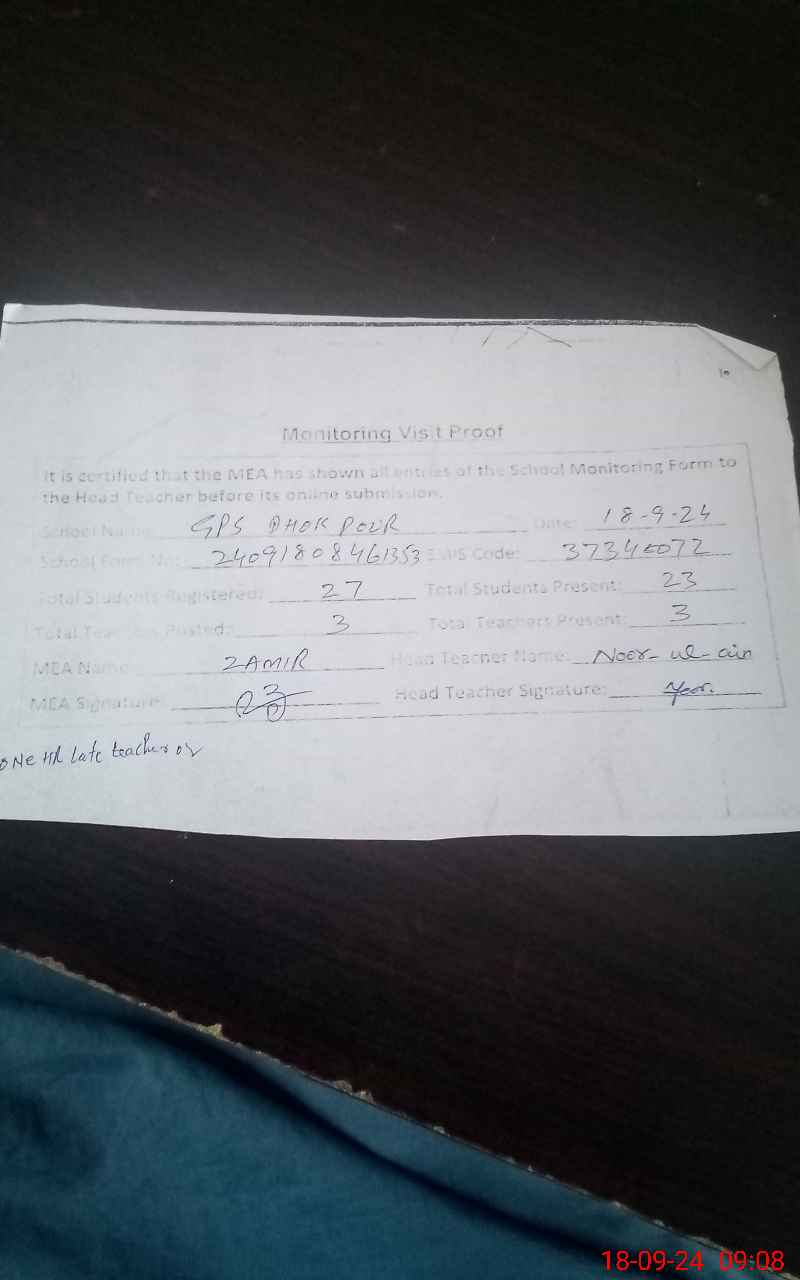 Monitoring Visit Proof
It is certified that the MEA has shown all entries of the School Monitoring Form to
the Head Teacher before its online submission.
School Name: GPS DHOK DOUR Date: 18-9-24
School Form No: 24091808461353 EMIS Code:
Total Students Registered: 27 Total Students Present: 23
Total Teachers Posted: 3 Total Teachers Present: 3
MEA Name: ZAMIR Head Teacher Name: Noor-ul-ain
MEA Signature: Head Teacher Signature: Noor.
ONE HR late teacher 02
18-09-24 09:08